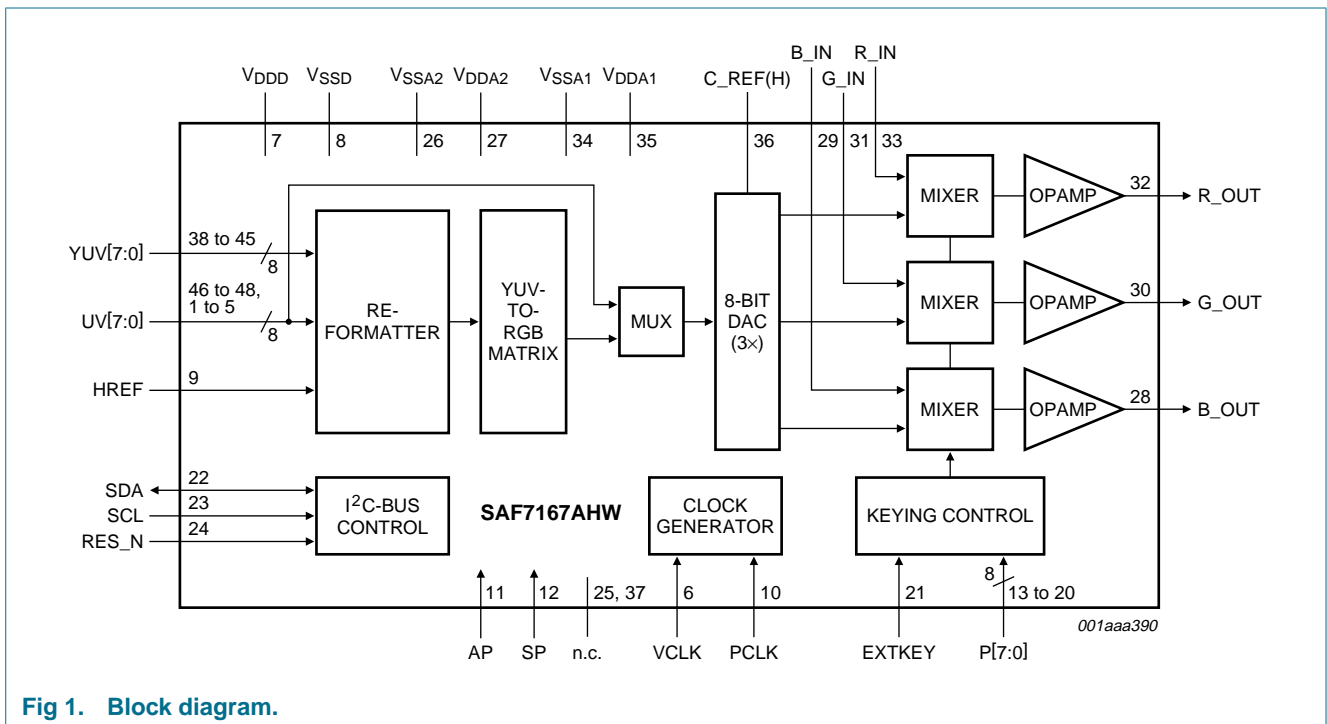 B_IN R_IN
VDDD VSSD VSSA2 VDDA2 VSSA1 VDDA1 C_REF(H) G_IN
7 8 26 27 34 35 36 29 31 33
MIXER OPAMP 32 R_OUT
YUV[7:0] 38 to 45 8
UV[7:0] 46 to 48, 1 to 5 8
HREF 9
RE-
FORMATTER
YUV-
TO-
RGB
MATRIX
MUX
8-BIT
DAC
(3×)
MIXER OPAMP 30 G_OUT
MIXER OPAMP 28 B_OUT
SDA 22
SCL 23
RES_N 24
I2C-BUS
CONTROL
SAF7167AHW
CLOCK
GENERATOR
KEYING CONTROL
8
11 12 25, 37 6 10 21 13 to 20
001aaa390
AP SP n.c. VCLK PCLK EXTKEY P[7:0]
Fig 1. Block diagram.